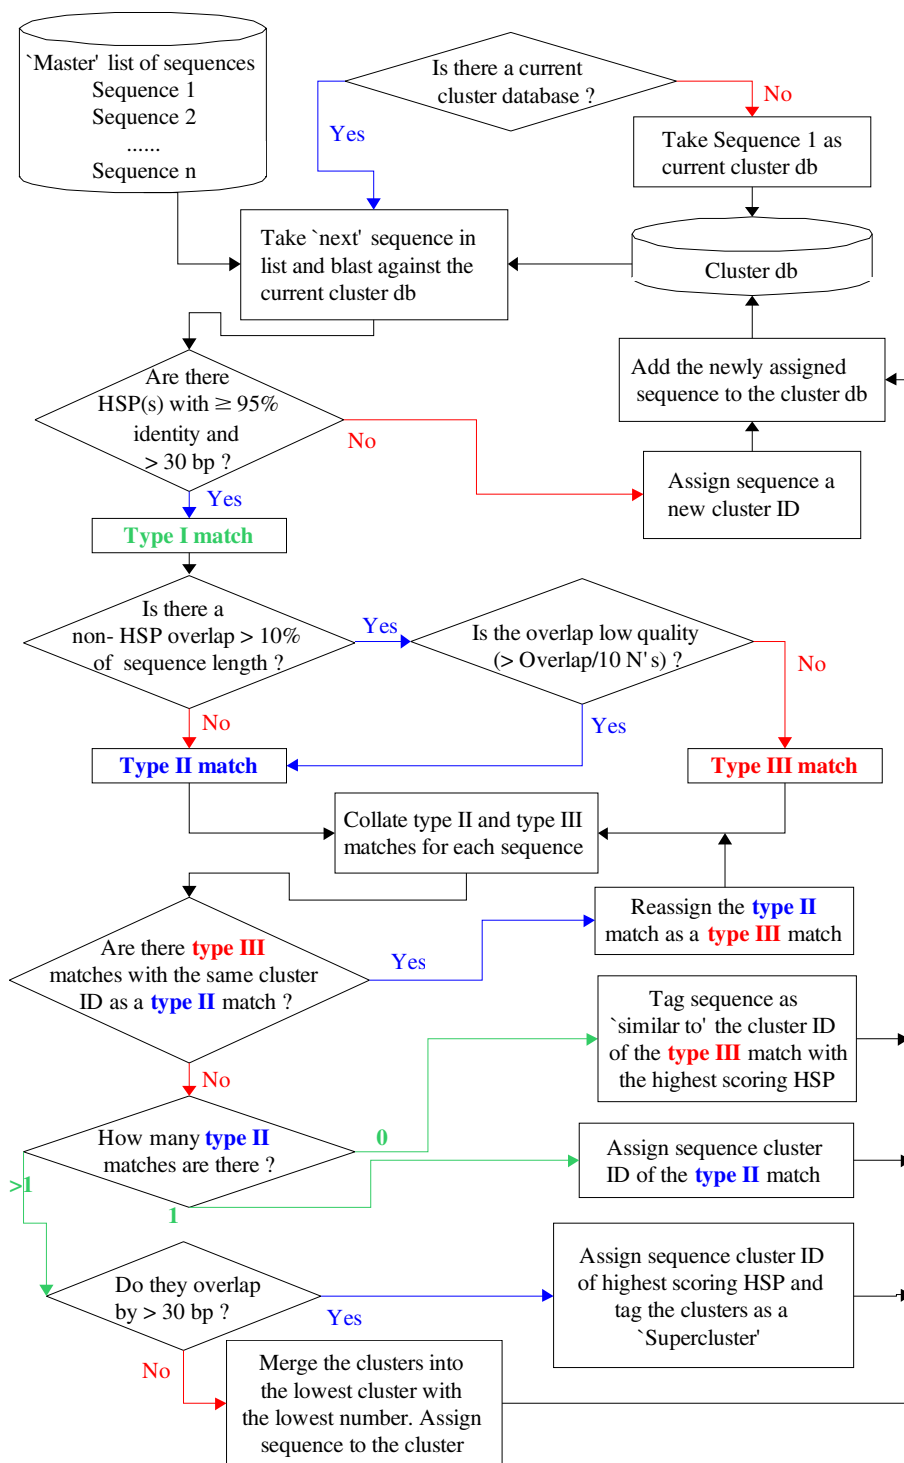 `Master' list of sequences
Sequence 1
Sequence 2
......
Sequence n
Is there a current
cluster database ?
No
Yes
Take Sequence 1 as
current cluster db
Take `next' sequence in
list and blast against the
current cluster db
Cluster db
Are there
HSP(s) with ≥ 95%
identity and
> 30 bp ?
No
Yes
Add the newly assigned
sequence to the cluster db
Assign sequence a
new cluster ID
Type I match
Is there a
non- HSP overlap > 10%
of sequence length ?
Yes
No
Is the overlap low quality
(> Overlap/10 N's) ?
No
Yes
Type II match
Type III match
Collate type II and type III
matches for each sequence
Are there type III
matches with the same cluster
ID as a type II match ?
Yes
No
Reassign the type II
match as a type III match
Tag sequence as
`similar to' the cluster ID
of the type III match with
the highest scoring HSP
How many type II
matches are there ?
0
>1
1
Assign sequence cluster
ID of the type II match
Do they overlap
by > 30 bp ?
Yes
No
Assign sequence cluster ID
of highest scoring HSP and
tag the clusters as a
`Supercluster'
Merge the clusters into
the lowest cluster with
the lowest number. Assign
sequence to the cluster